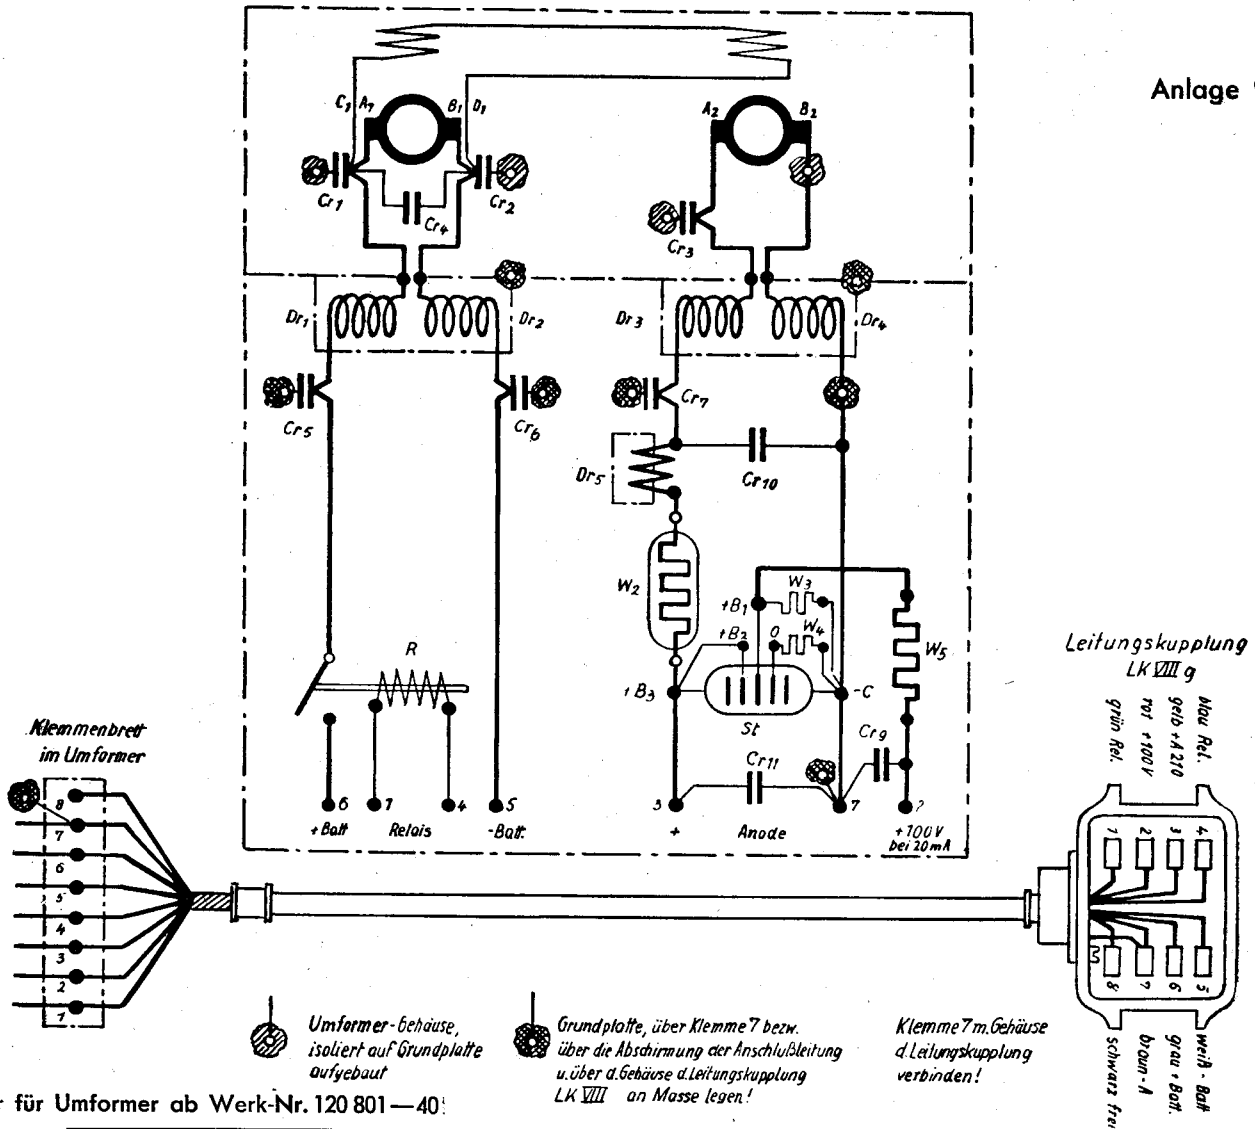 Anlage
C1 A1 B1 D1
A2 B2
Cr1 Cr4 Cr2
Cr3
Dr1 Dr2 Dr3 Dr4
Cr5 Cr6 Cr7
Dr5 Cr10
W2
+B1 W3
+B2 0 W4
W5
+B3 -C
St
R
Cr11 Cr9
6 1 4 5 3 7 2
+Batt Relais -Batt. + Anode +100V
bei 20mA
Klemmenbrett
im Umformer
8
7
6
5
4
3
2
1
Leitungskupplung
LK VIII g
grün Rel.
rot +100V
gelb +A 210
blau Rel.
1 2 3 4
8 7 6 5
schwarz frei
braun -A
grau + Batt.
weiß - Batt
Umformer-Gehäuse,
isoliert auf Grundplatte
aufgebaut
Grundplatte, über Klemme 7 bezw.
über die Abschirmung der Anschlußleitung
u. über d. Gehäuse d. Leitungskupplung
LK VIII an Masse legen!
Klemme 7 m. Gehäuse
d. Leitungskupplung
verbinden!
für Umformer ab Werk-Nr. 120 801—40